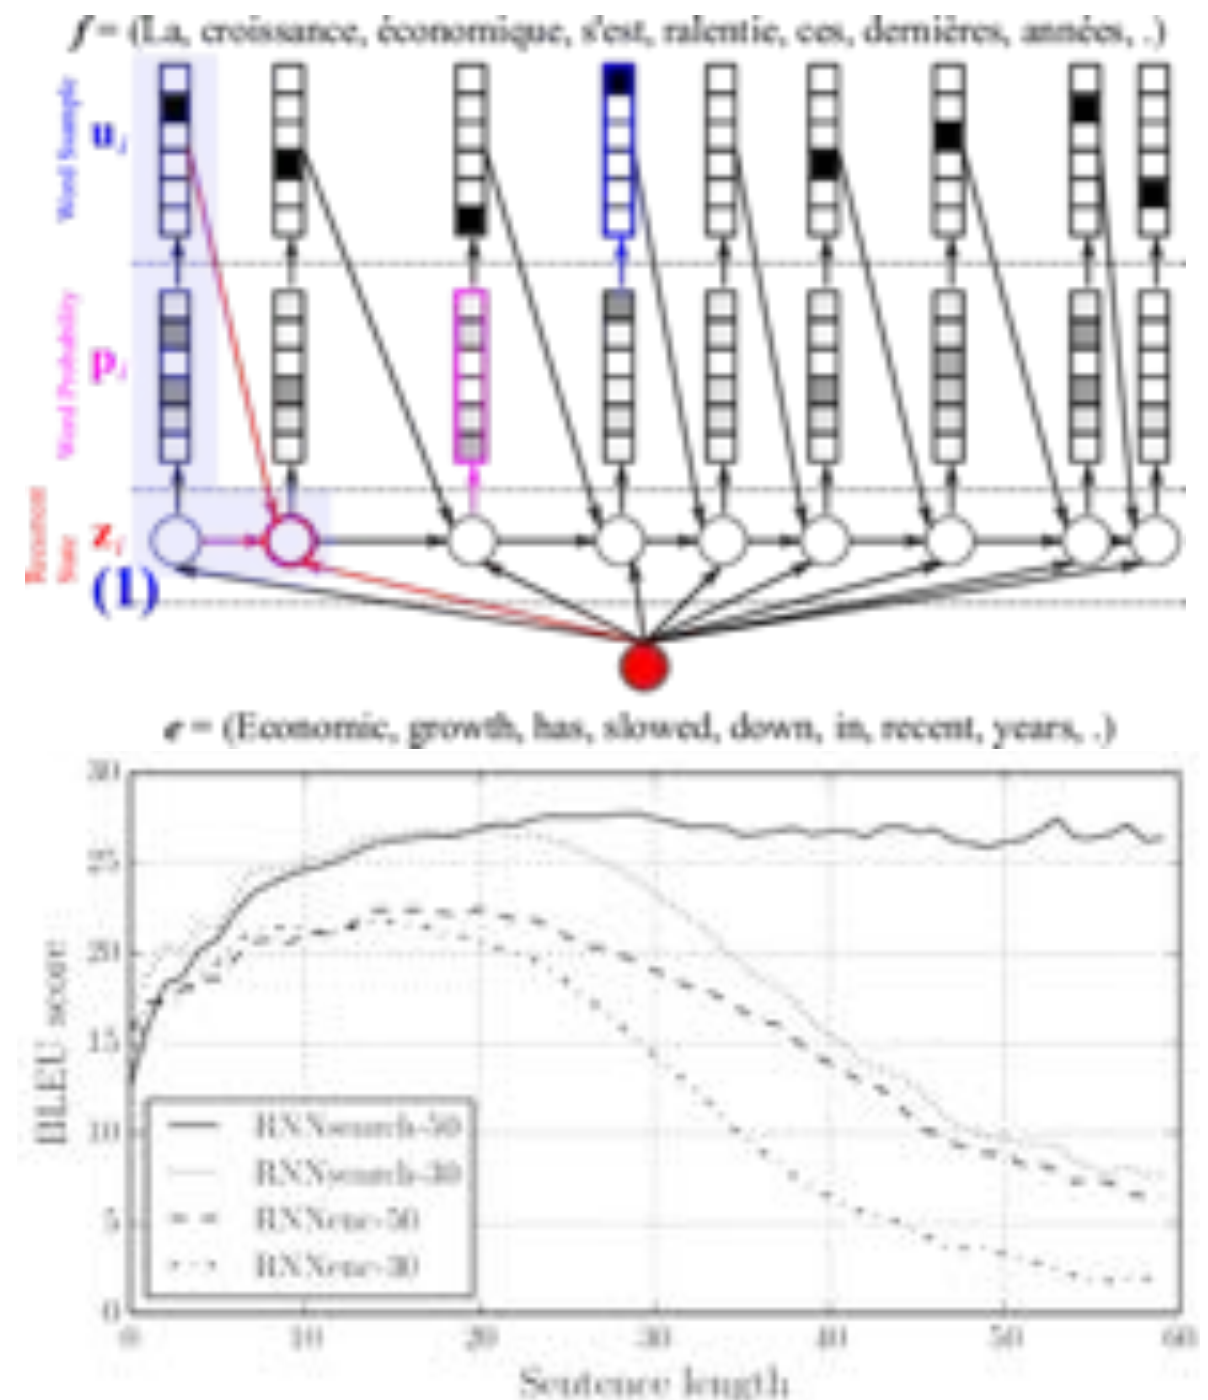 f = (La, croissance, économique, s'est, ralentie, ces, dernières, années, .)
Word Ssample
u_i
Word Probability
p_i
Recurrent
State
z_i
(1)
e = (Economic, growth, has, slowed, down, in, recent, years, .)
30
25
20
15
10
5
0
BLEU score
RNNsearch-50
RNNsearch-30
RNNenc-50
RNNenc-30
0 10 20 30 40 50 60
Sentence length